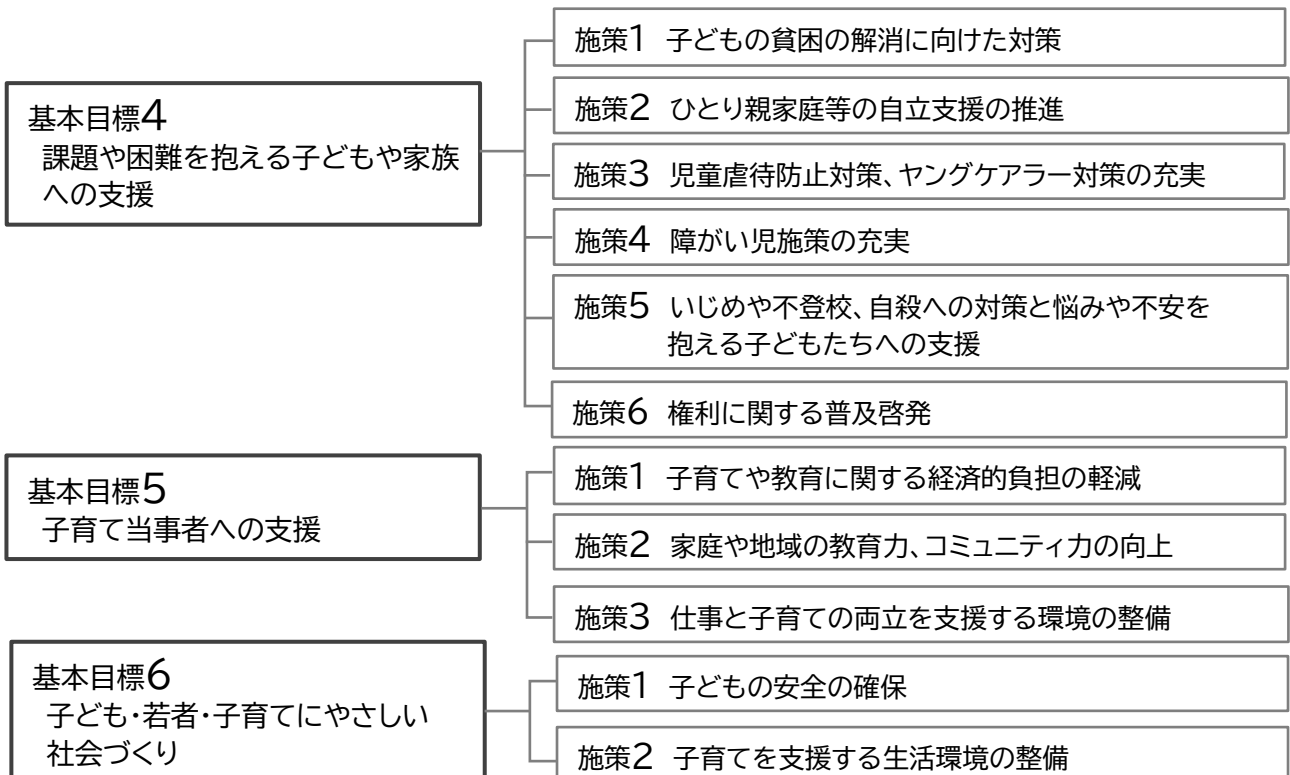 基本目標4
課題や困難を抱える子どもや家族
への支援
施策1 子どもの貧困の解消に向けた対策
施策2 ひとり親家庭等の自立支援の推進
施策3 児童虐待防止対策、ヤングケアラー対策の充実
施策4 障がい児施策の充実
施策5 いじめや不登校、自殺への対策と悩みや不安を
抱える子どもたちへの支援
施策6 権利に関する普及啓発
基本目標5
子育て当事者への支援
施策1 子育てや教育に関する経済的負担の軽減
施策2 家庭や地域の教育力、コミュニティ力の向上
施策3 仕事と子育ての両立を支援する環境の整備
基本目標6
子ども・若者・子育てにやさしい
社会づくり
施策1 子どもの安全の確保
施策2 子育てを支援する生活環境の整備